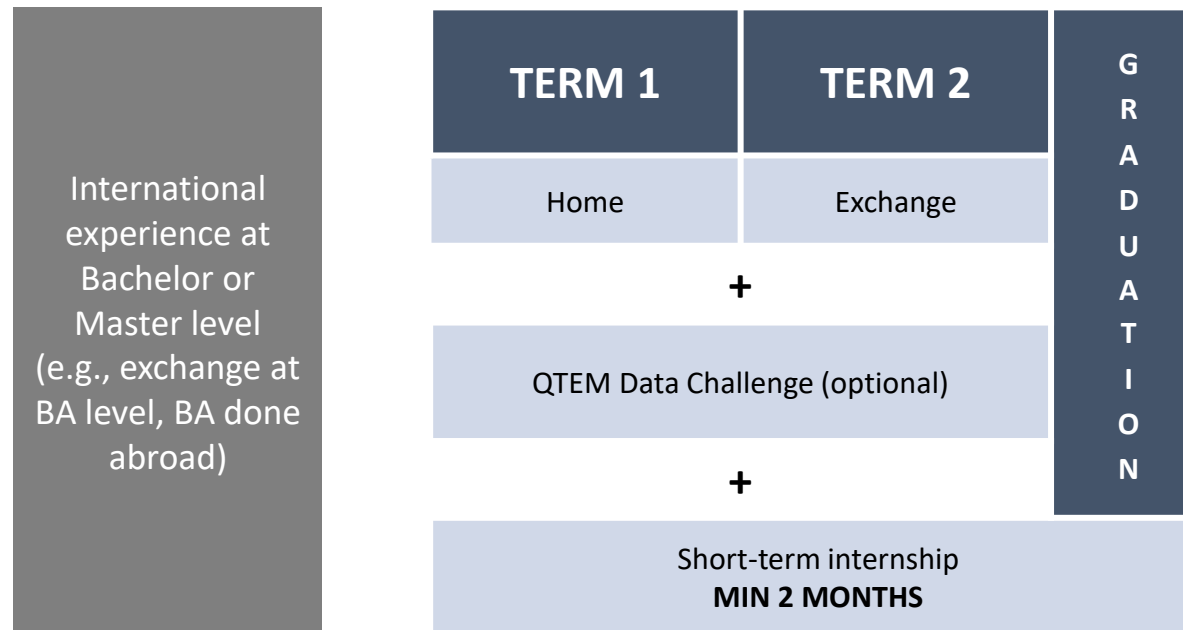 International
experience at
Bachelor or
Master level
(e.g., exchange at
BA level, BA done
abroad)
TERM 1
TERM 2
Home
Exchange
+
QTEM Data Challenge (optional)
+
Short-term internship
MIN 2 MONTHS
G
R
A
D
U
A
T
I
O
N